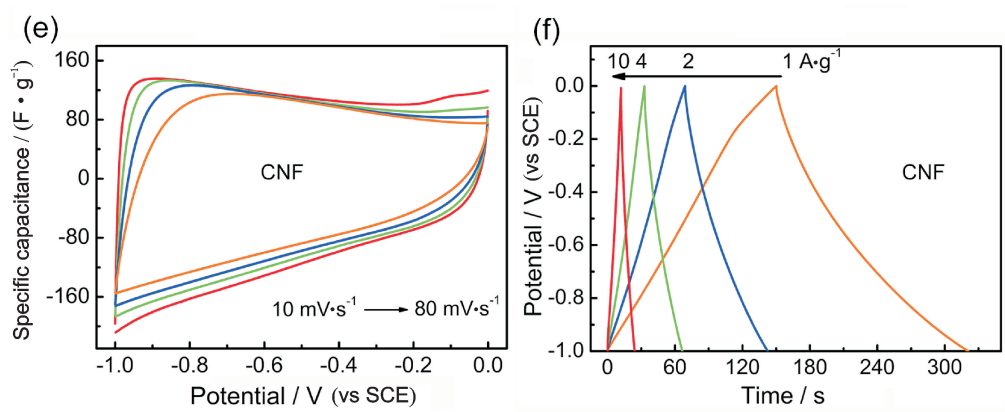 (e)
160
80
0
-80
-160
Specific capacitance / (F • g⁻¹)
CNF
10 mV•s⁻¹ 80 mV•s⁻¹
-1.0 -0.8 -0.6 -0.4 -0.2 0.0
Potential / V (vs SCE)
(f)
10 4 2 1 A•g⁻¹
0.0
-0.2
-0.4
-0.6
-0.8
-1.0
Potential / V (vs SCE)
CNF
0 60 120 180 240 300
Time / s